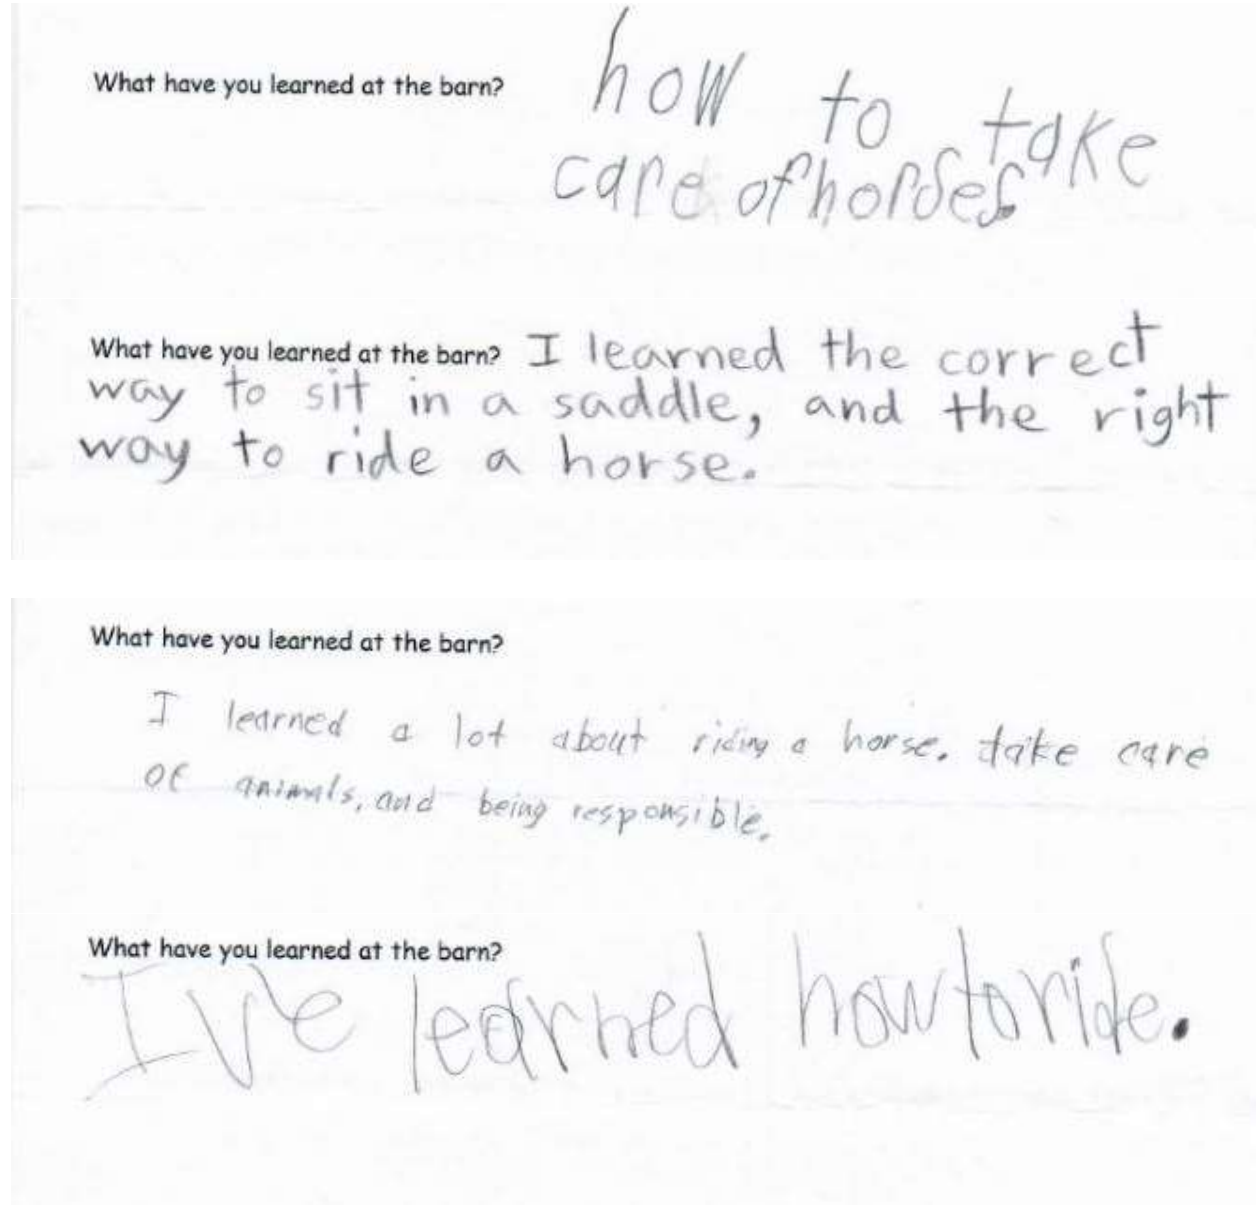 What have you learned at the barn? how to take
care of horses.
What have you learned at the barn? I learned the correct
way to sit in a saddle, and the right
way to ride a horse.
What have you learned at the barn?
I learned a lot about riding a horse. take care
of animals, and being responsible.
What have you learned at the barn?
I've learned how to ride.